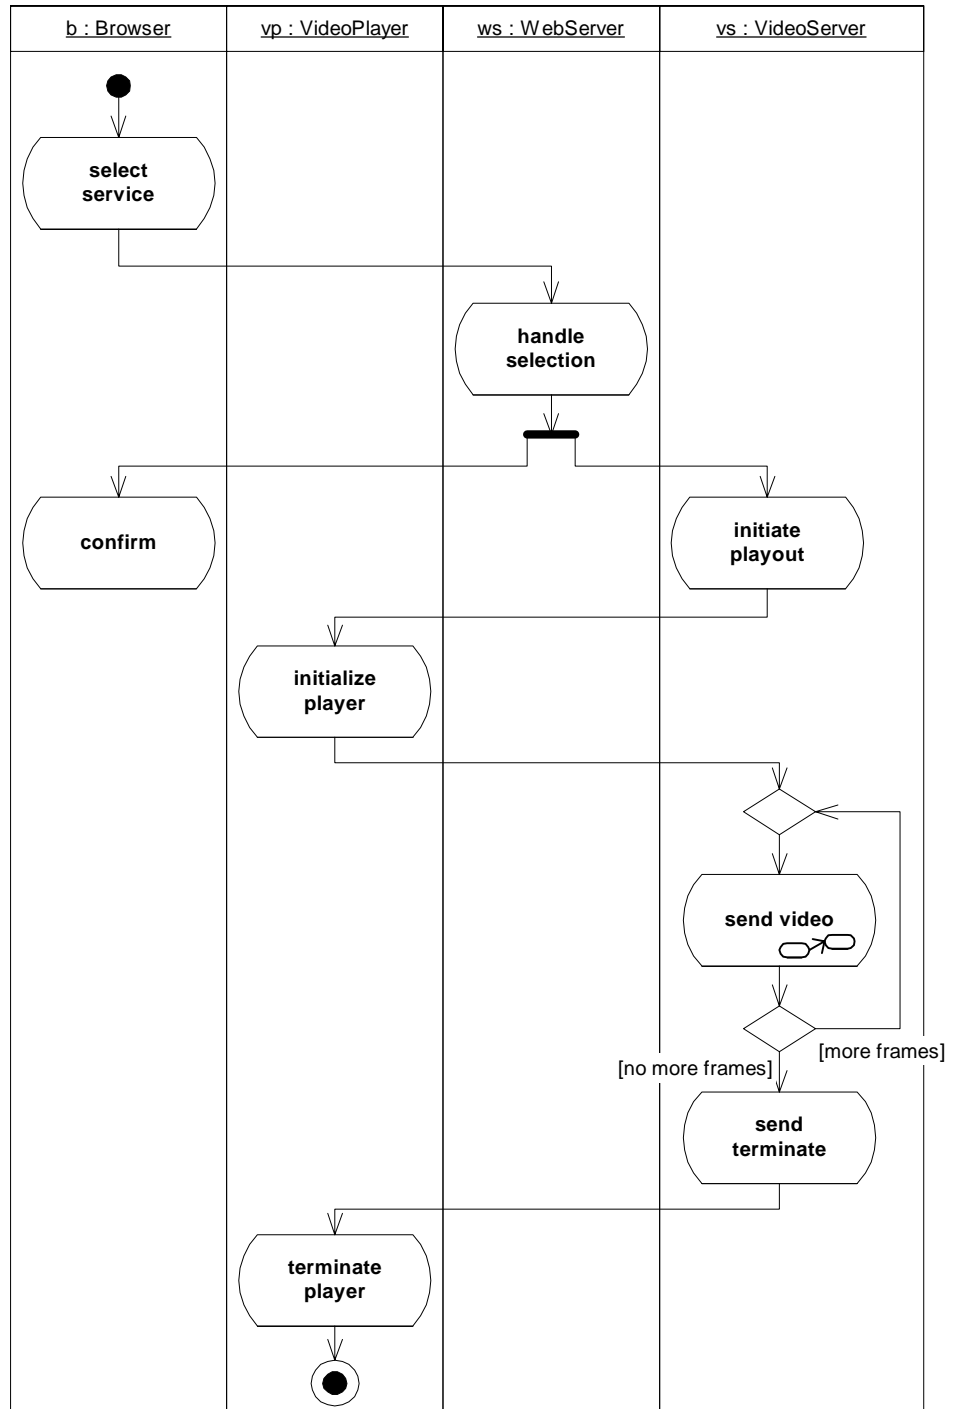 b : Browser
vp : VideoPlayer
ws : WebServer
vs : VideoServer
select
service
handle
selection
confirm
initiate
playout
initialize
player
send video
[more frames]
[no more frames]
send
terminate
terminate
player